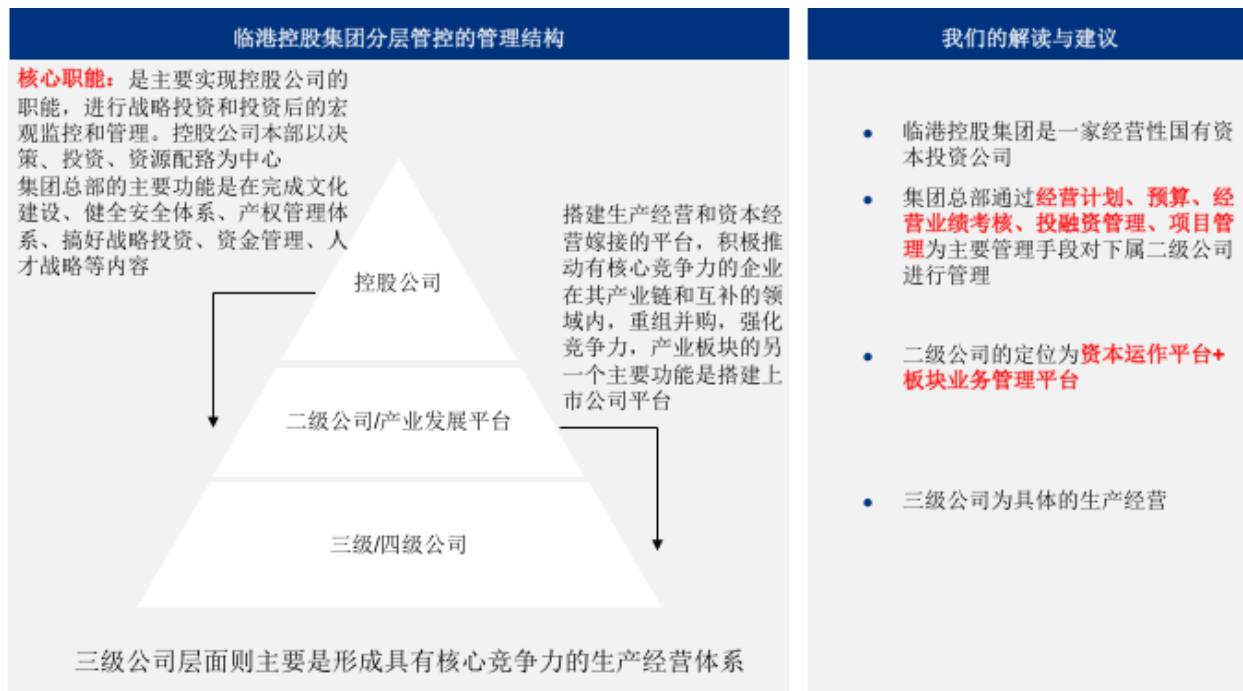 临港控股集团分层管控的管理结构
核心职能：是主要实现控股公司的
职能，进行战略投资和投资后的宏
观监控和管理。控股公司本部以决
策、投资、资源配臵为中心
集团总部的主要功能是在完成文化
建设、健全安全体系、产权管理体
系、搞好战略投资、资金管理、人
才战略等内容
控股公司
二级公司/产业发展平台
三级/四级公司
搭建生产经营和资本经
营嫁接的平台，积极推
动有核心竞争力的企业
在其产业链和互补的领
域内，重组并购，强化
竞争力，产业板块的另
一个主要功能是搭建上
市公司平台
三级公司层面则主要是形成具有核心竞争力的生产经营体系
我们的解读与建议
• 临港控股集团是一家经营性国有资
本投资公司
• 集团总部通过经营计划、预算、经
营业绩考核、投融资管理、项目管
理为主要管理手段对下属二级公司
进行管理
• 二级公司的定位为资本运作平台+
板块业务管理平台
• 三级公司为具体的生产经营